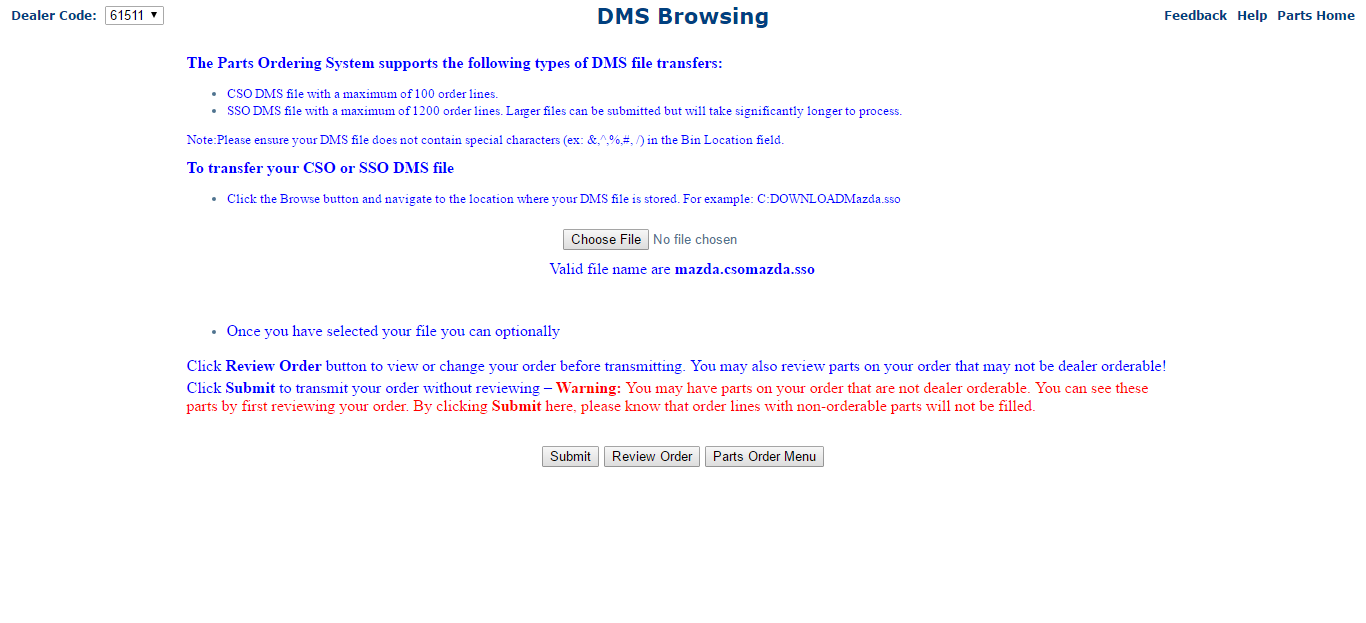 Dealer Code: 61511 DMS Browsing Feedback Help Parts Home
The Parts Ordering System supports the following types of DMS file transfers:
CSO DMS file with a maximum of 100 order lines.
SSO DMS file with a maximum of 1200 order lines. Larger files can be submitted but will take significantly longer to process.
Note:Please ensure your DMS file does not contain special characters (ex: &,^,%,#, /) in the Bin Location field.
To transfer your CSO or SSO DMS file
Click the Browse button and navigate to the location where your DMS file is stored. For example: C:DOWNLOADMazda.sso
Choose File No file chosen
Valid file name are mazda.csomazda.sso
Once you have selected your file you can optionally
Click Review Order button to view or change your order before transmitting. You may also review parts on your order that may not be dealer orderable!
Click Submit to transmit your order without reviewing – Warning: You may have parts on your order that are not dealer orderable. You can see these
parts by first reviewing your order. By clicking Submit here, please know that order lines with non-orderable parts will not be filled.
Submit Review Order Parts Order Menu